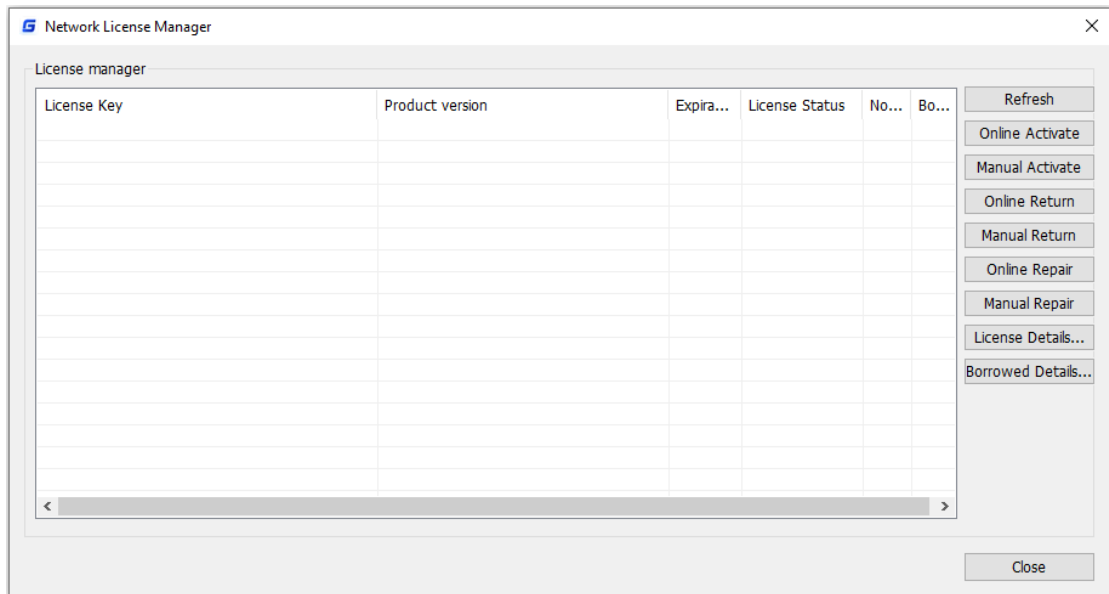 Network License Manager
License manager
License Key Product version Expira... License Status No... Bo...
Refresh
Online Activate
Manual Activate
Online Return
Manual Return
Online Repair
Manual Repair
License Details...
Borrowed Details...
Close